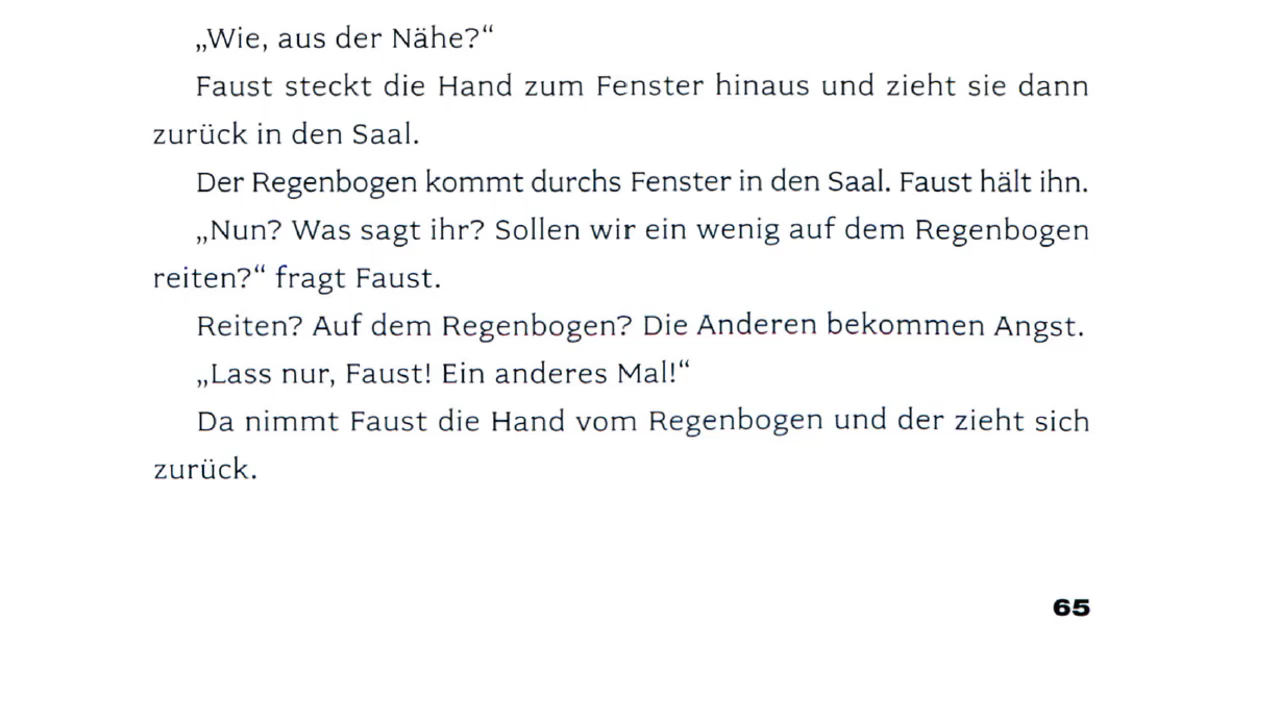 „Wie, aus der Nähe?“
Faust steckt die Hand zum Fenster hinaus und zieht sie dann
zurück in den Saal.
Der Regenbogen kommt durchs Fenster in den Saal. Faust hält ihn.
„Nun? Was sagt ihr? Sollen wir ein wenig auf dem Regenbogen
reiten?“ fragt Faust.
Reiten? Auf dem Regenbogen? Die Anderen bekommen Angst.
„Lass nur, Faust! Ein anderes Mal!“
Da nimmt Faust die Hand vom Regenbogen und der zieht sich
zurück.
65